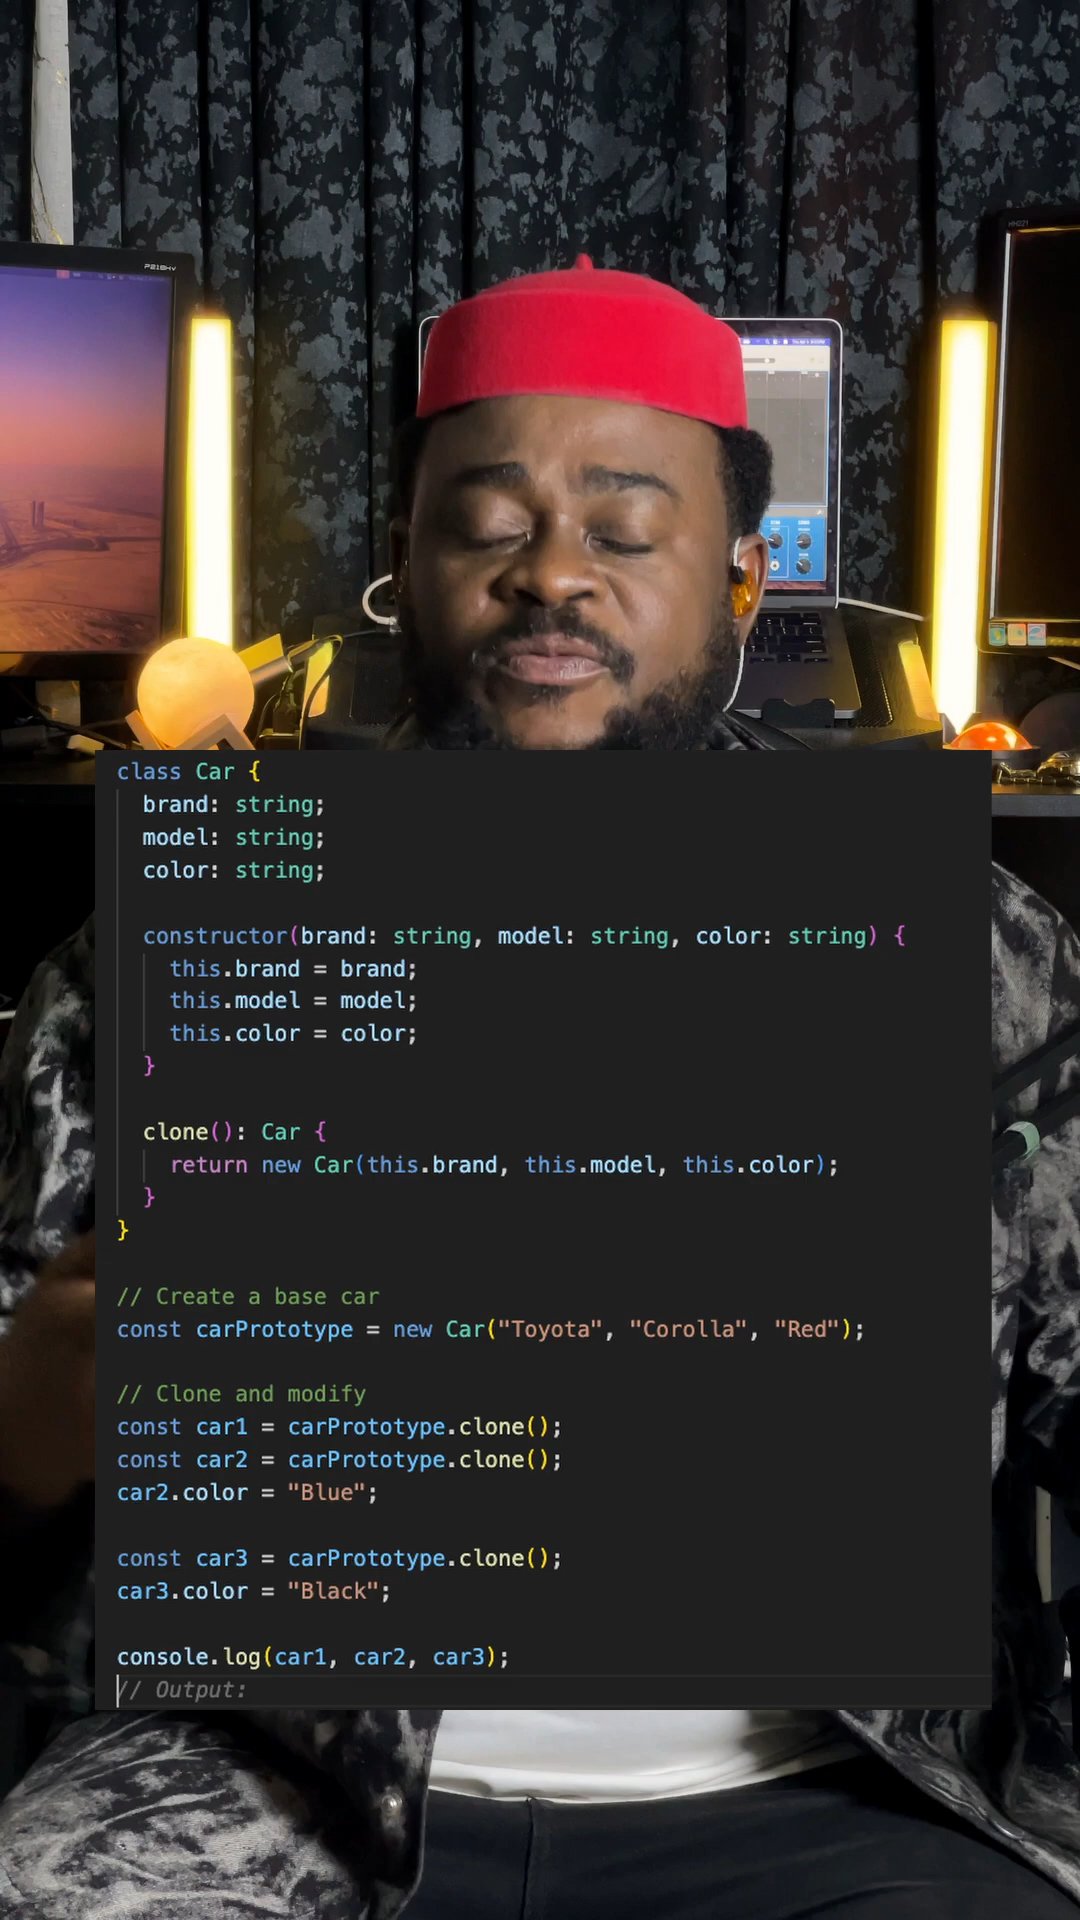 P218HV
class Car {
brand: string;
model: string;
color: string;
constructor(brand: string, model: string, color: string) {
this.brand = brand;
this.model = model;
this.color = color;
}
clone(): Car {
return new Car(this.brand, this.model, this.color);
}
}
// Create a base car
const carPrototype = new Car("Toyota", "Corolla", "Red");
// Clone and modify
const car1 = carPrototype.clone();
const car2 = carPrototype.clone();
car2.color = "Blue";
const car3 = carPrototype.clone();
car3.color = "Black";
console.log(car1, car2, car3);
// Output: